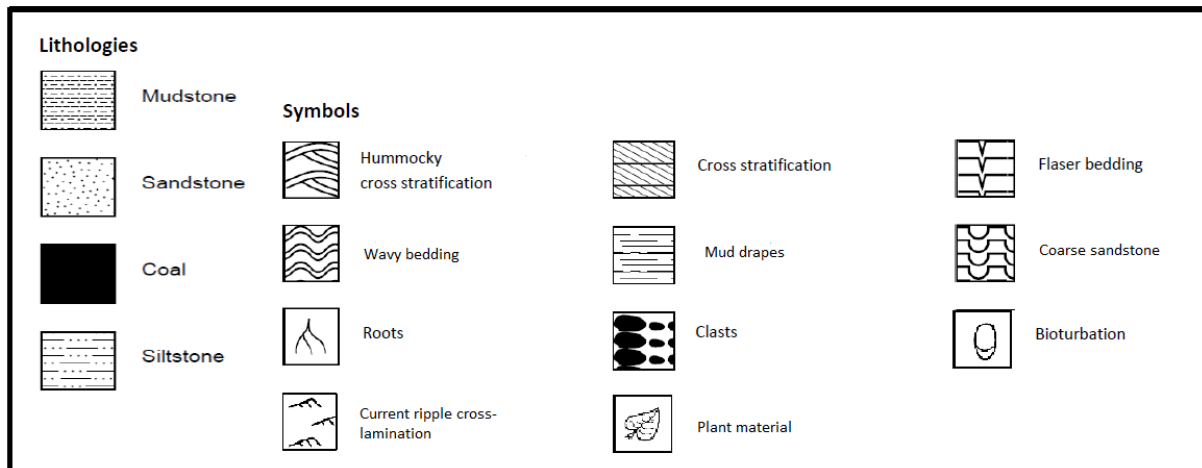 Lithologies
Mudstone
Sandstone
Coal
Siltstone
Symbols
Hummocky
cross stratification
Wavy bedding
Roots
Current ripple cross-
lamination
Cross stratification
Mud drapes
Clasts
Plant material
Flaser bedding
Coarse sandstone
Bioturbation